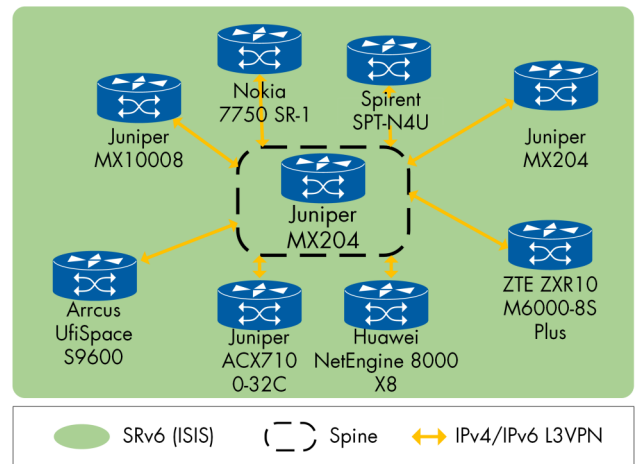 Nokia
7750 SR-1
Spirent
SPT-N4U
Juniper
MX10008
Juniper
MX204
Juniper
MX204
Arrcus
UfiSpace
S9600
Juniper
ACX710
0-32C
Huawei
NetEngine 8000
X8
ZTE ZXR10
M6000-8S
Plus
SRv6 (ISIS)
Spine
IPv4/IPv6 L3VPN